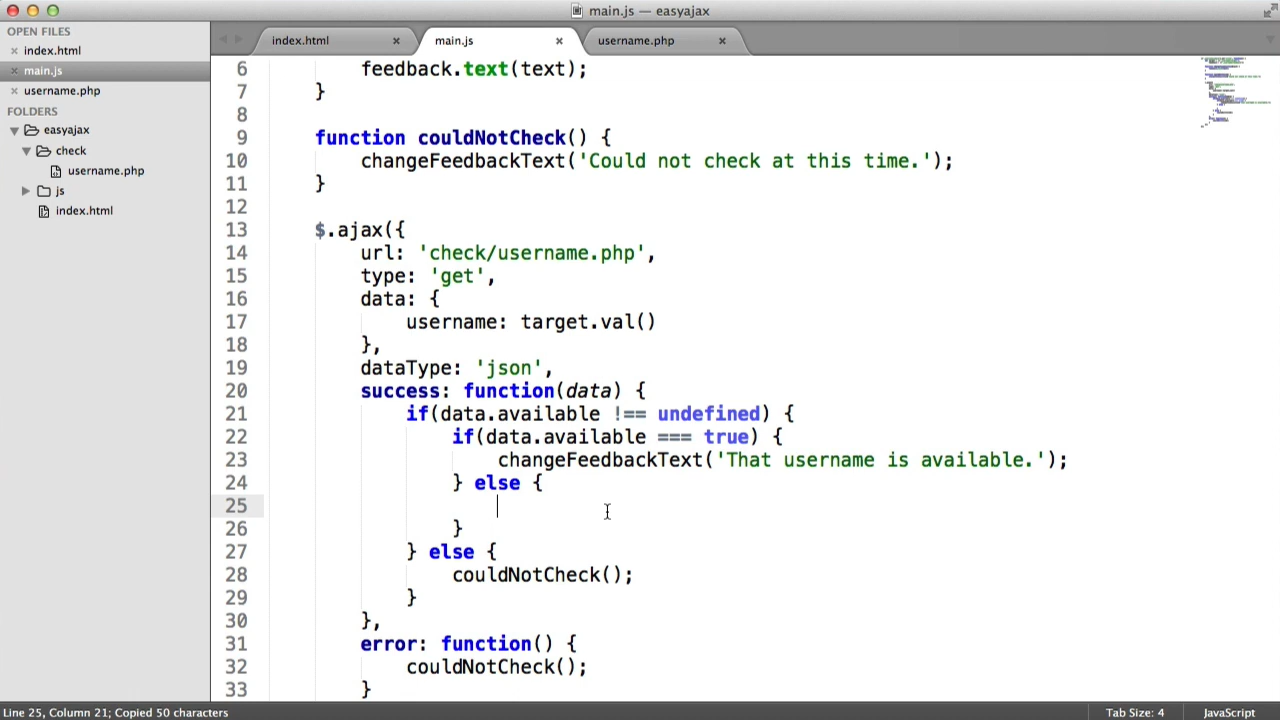 main.js — easyajax
OPEN FILES
index.html
main.js
username.php
FOLDERS
easyajax
check
username.php
js
index.html
index.html
main.js
username.php
6 feedback.text(text);
7 }
8
9 function couldNotCheck() {
10 changeFeedbackText('Could not check at this time.');
11 }
12
13 $.ajax({
14 url: 'check/username.php',
15 type: 'get',
16 data: {
17 username: target.val()
18 },
19 dataType: 'json',
20 success: function(data) {
21 if(data.available !== undefined) {
22 if(data.available === true) {
23 changeFeedbackText('That username is available.');
24 } else {
25
26 }
27 } else {
28 couldNotCheck();
29 }
30 },
31 error: function() {
32 couldNotCheck();
33 }
Line 25, Column 21; Copied 50 characters
Tab Size: 4
JavaScript